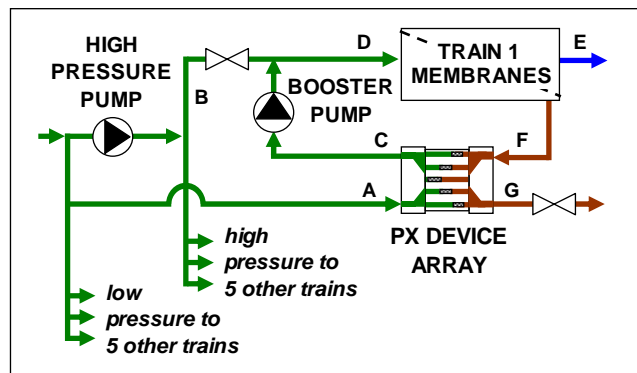 HIGH
PRESSURE
PUMP
B
D
TRAIN 1
MEMBRANES
E
BOOSTER
PUMP
C
F
A
G
PX DEVICE
ARRAY
high
pressure to
5 other trains
low
pressure to
5 other trains